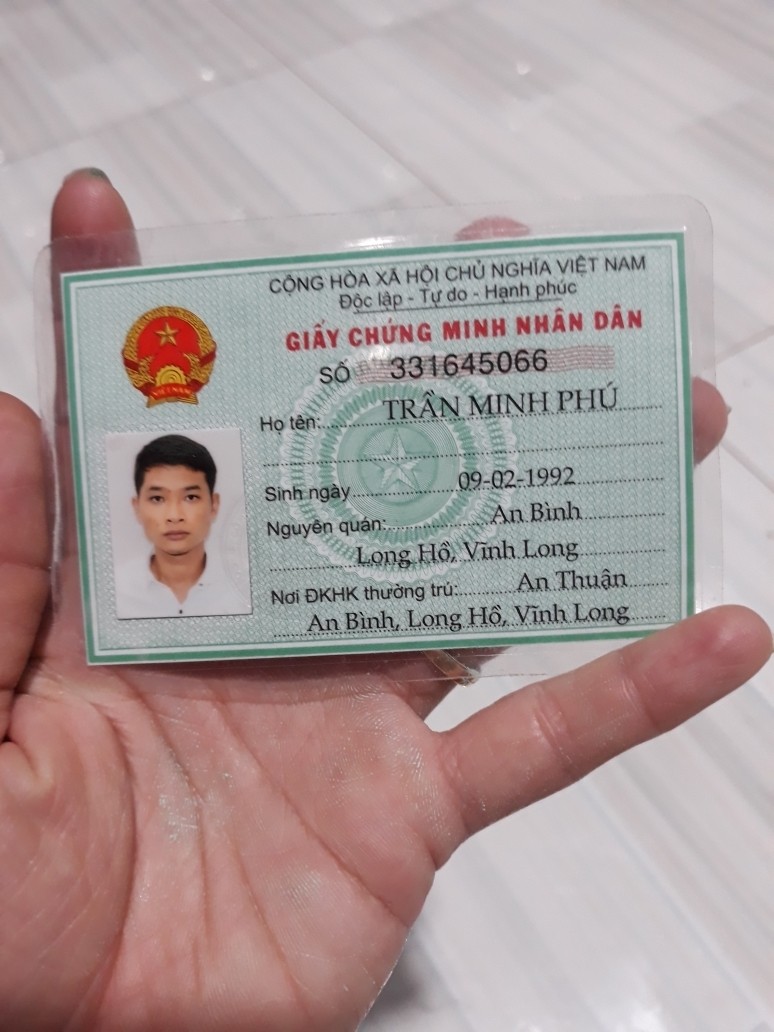 CỘNG HÒA XÃ HỘI CHỦ NGHĨA VIỆT NAM
Độc lập - Tự do - Hạnh phúc
GIẤY CHỨNG MINH NHÂN DÂN
SỐ 331645066
Họ tên: TRẦN MINH PHÚ
Sinh ngày 09-02-1992
Nguyên quán: An Bình
Long Hồ, Vĩnh Long
Nơi ĐKHK thường trú: An Thuận
An Bình, Long Hồ, Vĩnh Long
VIỆT NAM